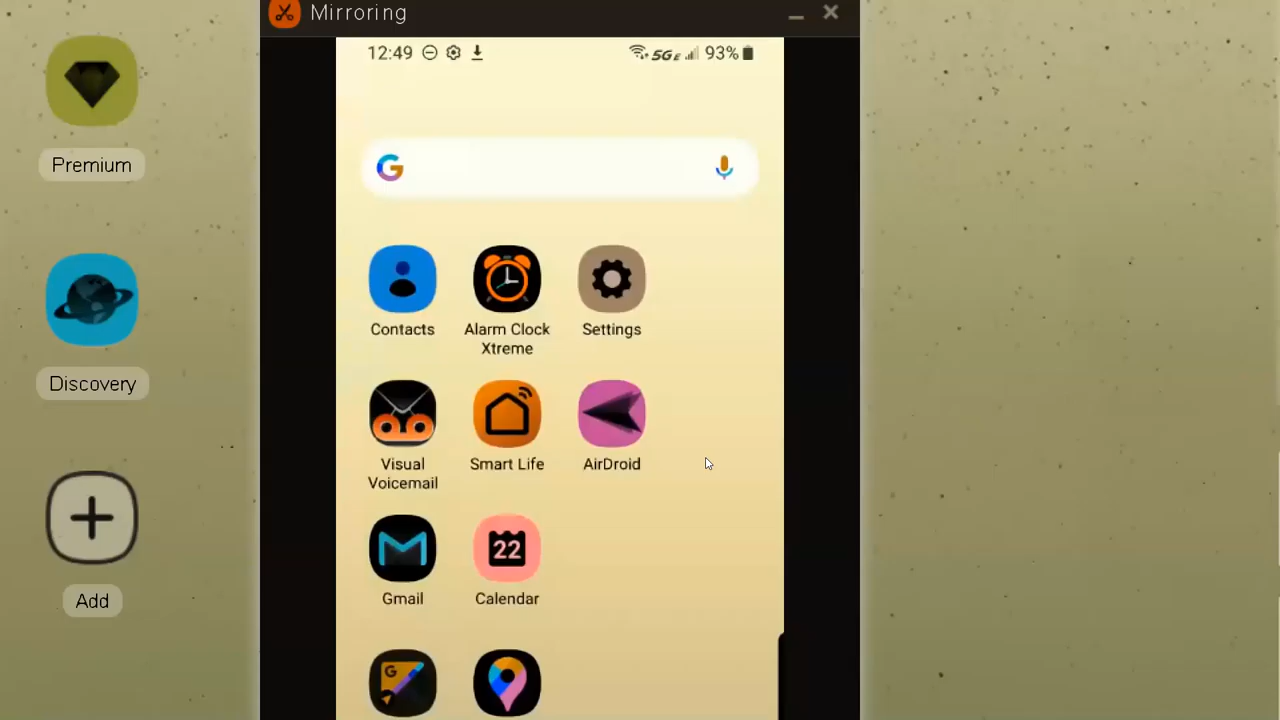 Mirroring
12:49
5G E
93%
Premium
Discovery
Add
Contacts
Alarm Clock
Xtreme
Settings
Visual
Voicemail
Smart Life
AirDroid
Gmail
22
Calendar
G